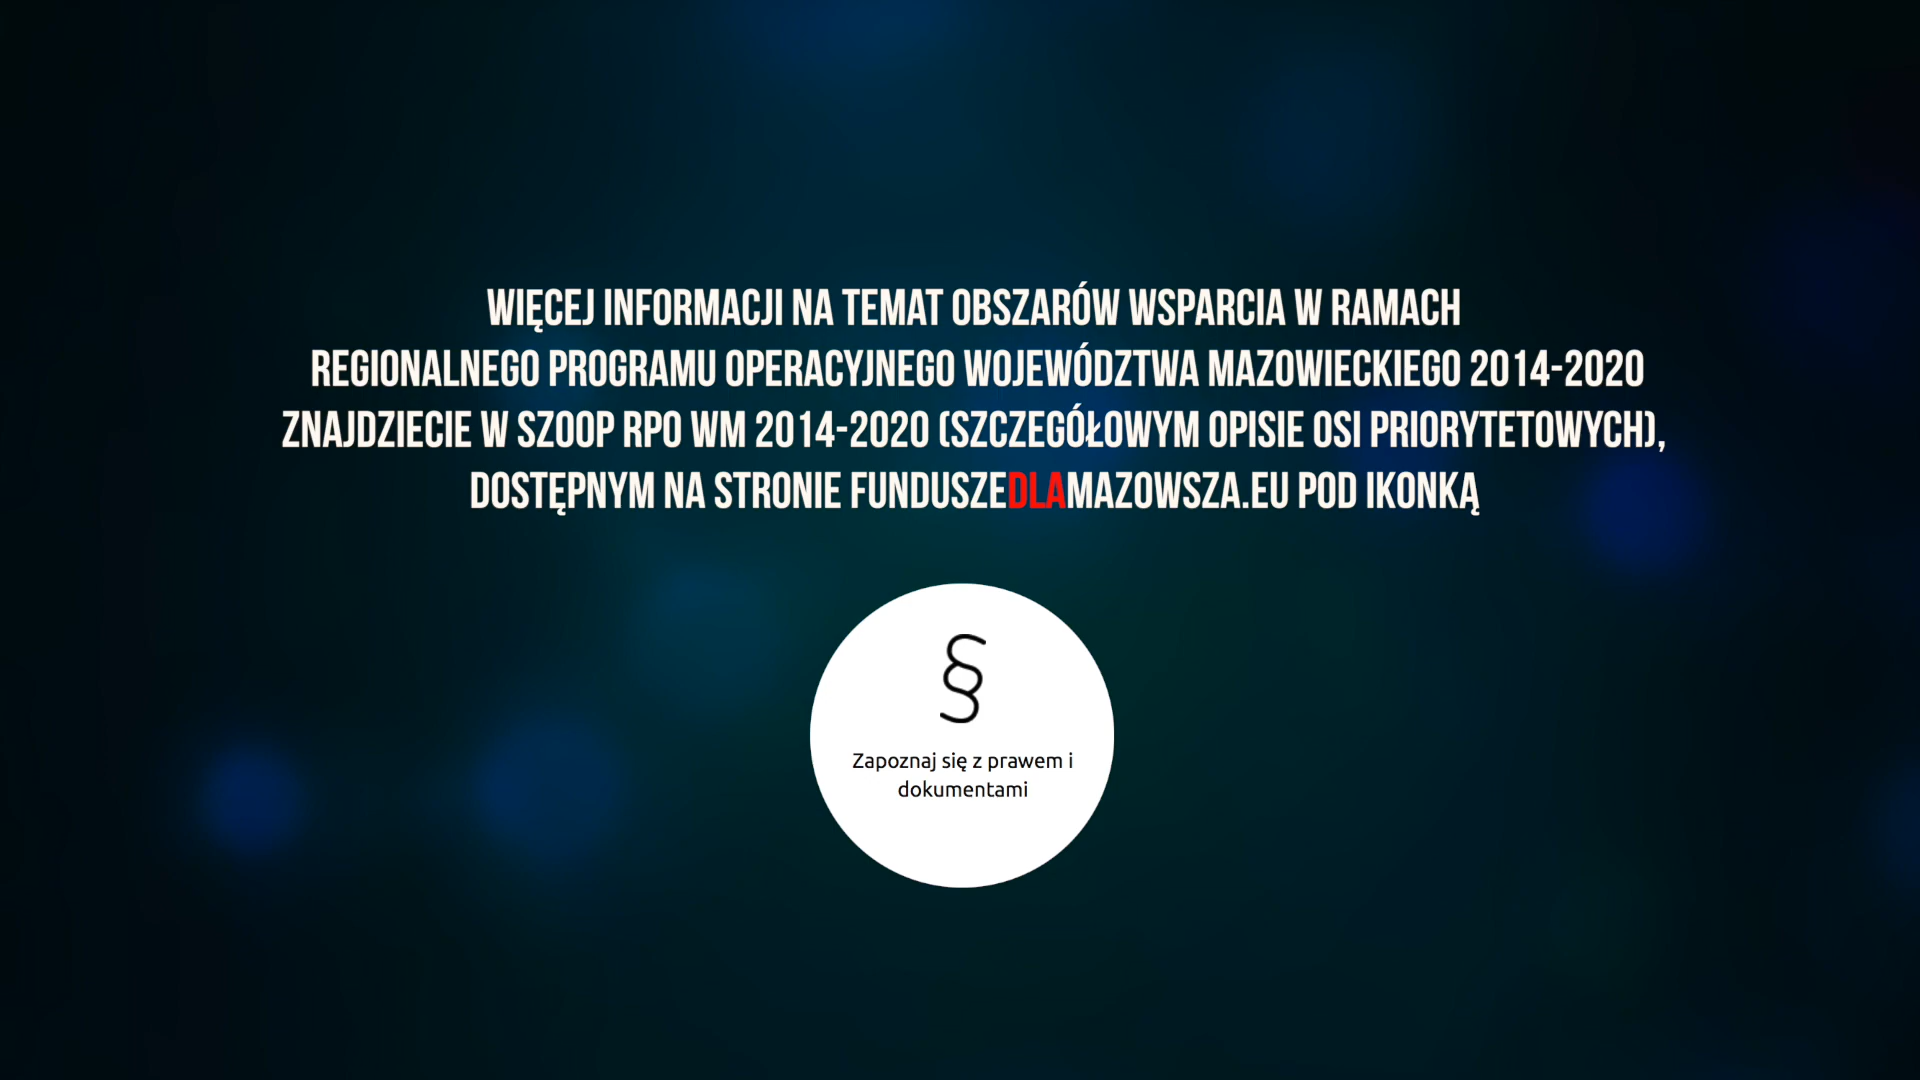 WIĘCEJ INFORMACJI NA TEMAT OBSZARÓW WSPARCIA W RAMACH
REGIONALNEGO PROGRAMU OPERACYJNEGO WOJEWÓDZTWA MAZOWIECKIEGO 2014-2020
ZNAJDZIECIE W SZOOP RPO WM 2014-2020 (SZCZEGÓŁOWYM OPISIE OSI PRIORYTETOWYCH),
DOSTĘPNYM NA STRONIE FUNDUSZEDLAMAZOWSZA.EU POD IKONKĄ
§
Zapoznaj się z prawem i
dokumentami